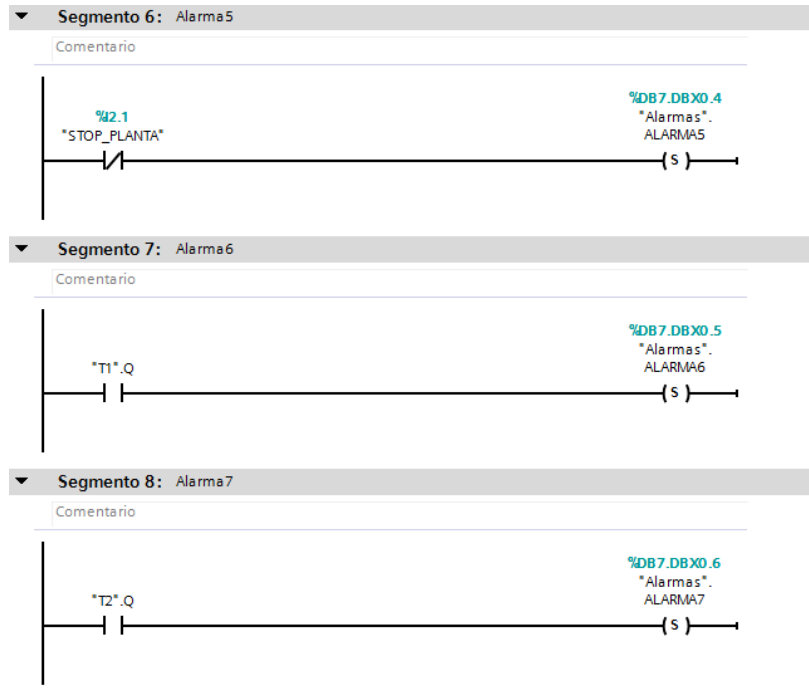 Segmento 6: Alarma5
Comentario
%I2.1
"STOP_PLANTA"
%DB7.DBX0.4
"Alarmas".
ALARMA5
S
Segmento 7: Alarma6
Comentario
"T1".Q
%DB7.DBX0.5
"Alarmas".
ALARMA6
S
Segmento 8: Alarma7
Comentario
"T2".Q
%DB7.DBX0.6
"Alarmas".
ALARMA7
S